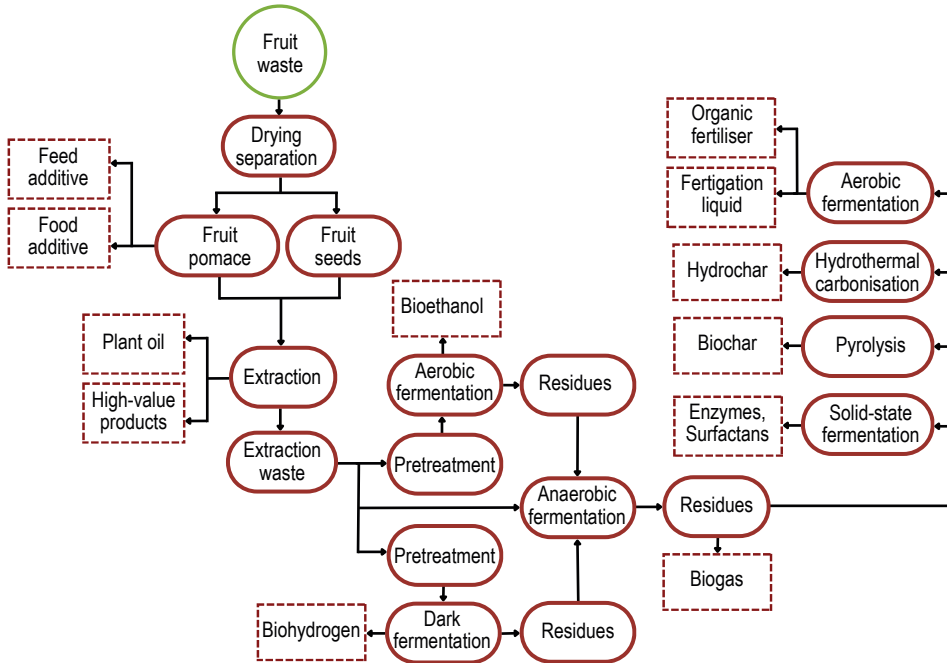 Fruit
waste
Drying
separation
Feed
additive
Food
additive
Fruit
pomace
Fruit
seeds
Plant oil
High-value
products
Extraction
Extraction
waste
Bioethanol
Aerobic
fermentation
Residues
Pretreatment
Anaerobic
fermentation
Residues
Biogas
Pretreatment
Biohydrogen
Dark
fermentation
Residues
Organic
fertiliser
Fertigation
liquid
Aerobic
fermentation
Hydrochar
Hydrothermal
carbonisation
Biochar
Pyrolysis
Enzymes,
Surfactans
Solid-state
fermentation